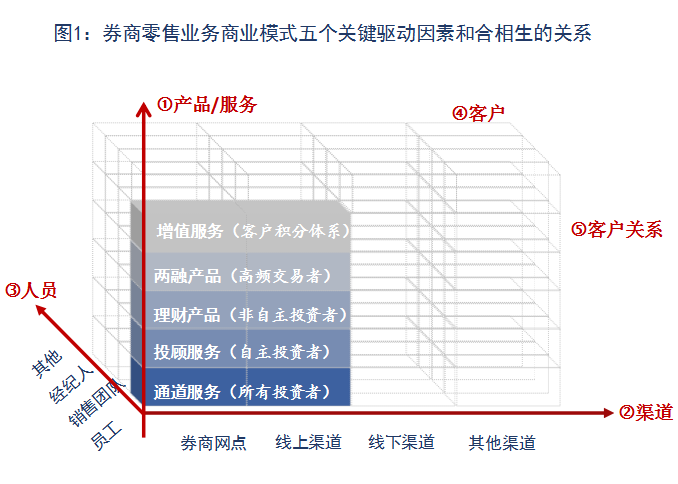 图1：券商零售业务商业模式五个关键驱动因素和合相生的关系
①产品/服务
④客户
增值服务（客户积分体系）
⑤客户关系
两融产品（高频交易者）
③人员
理财产品（非自主投资者）
其他
投顾服务（自主投资者）
经纪人
通道服务（所有投资者）
销售团队
②渠道
员工
券商网点
线上渠道
线下渠道
其他渠道